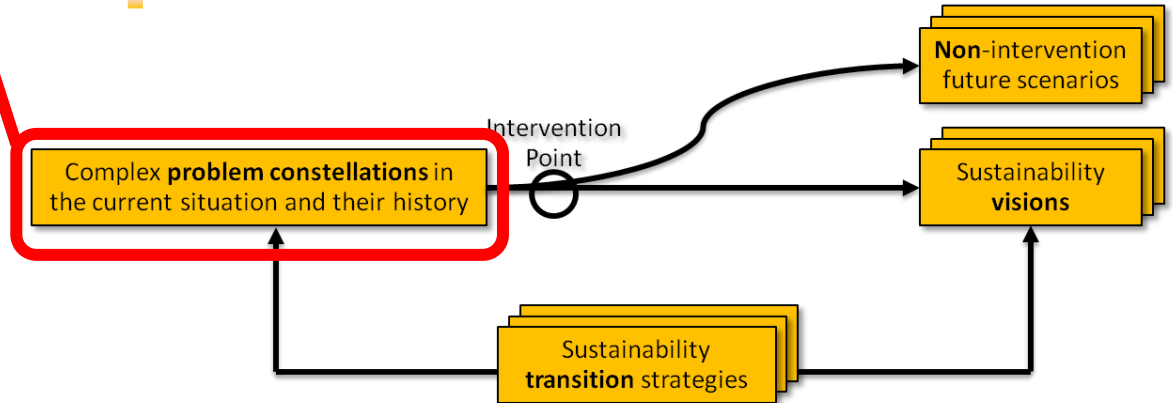 Non-intervention
future scenarios
Intervention
Point
Complex problem constellations in
the current situation and their history
Sustainability
visions
Sustainability
transition strategies